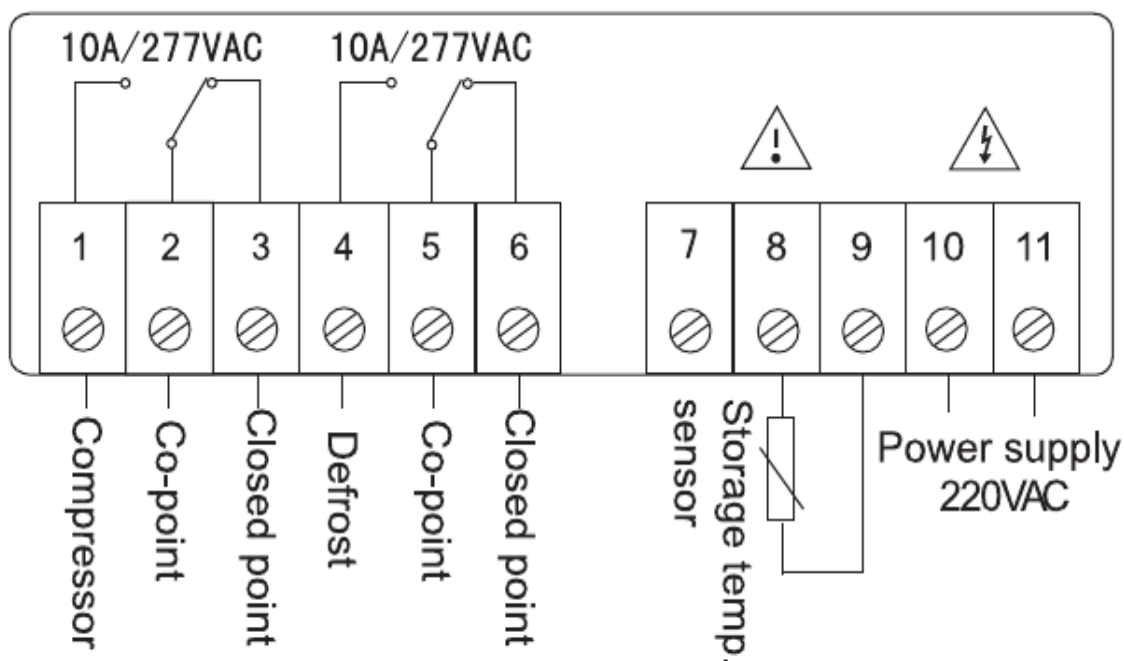 10A/277VAC
10A/277VAC
1
2
3
4
5
6
7
8
9
10
11
Compressor
Co-point
Closed point
Defrost
Co-point
Closed point
Storage temp.
sensor
Power supply
220VAC